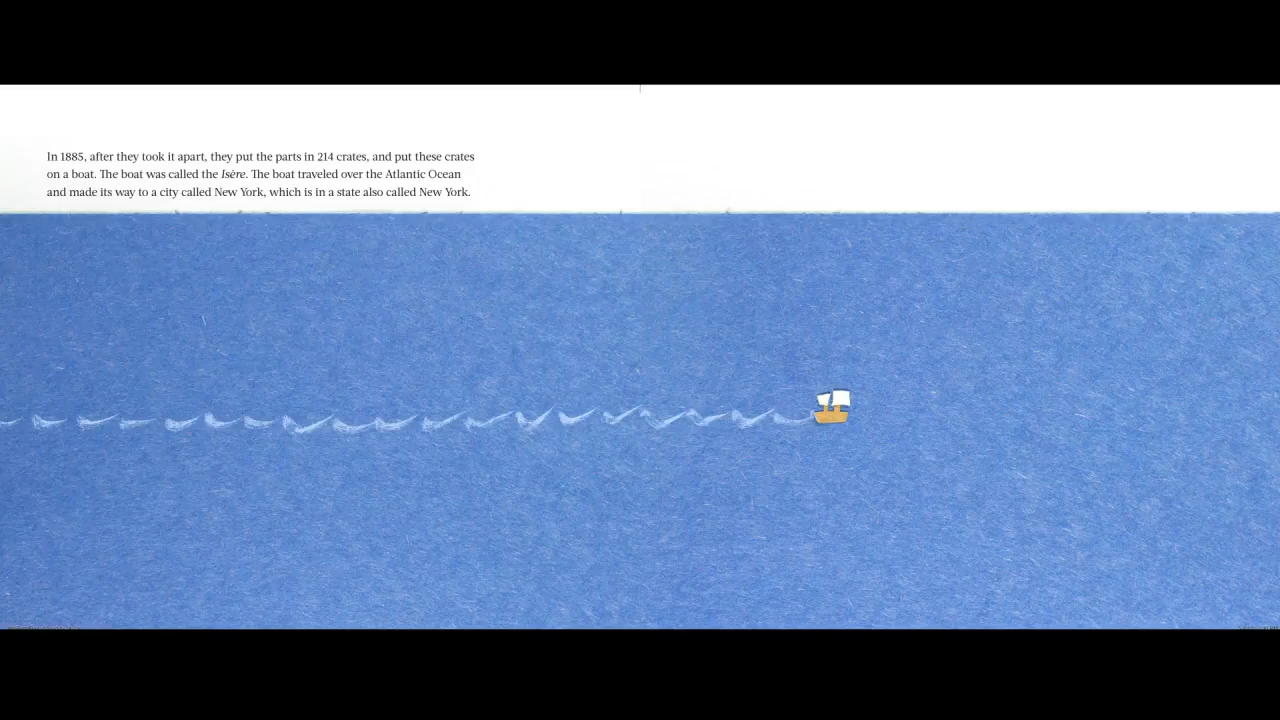 In 1885, after they took it apart, they put the parts in 214 crates, and put these crates
on a boat. The boat was called the Isère. The boat traveled over the Atlantic Ocean
and made its way to a city called New York, which is in a state also called New York.